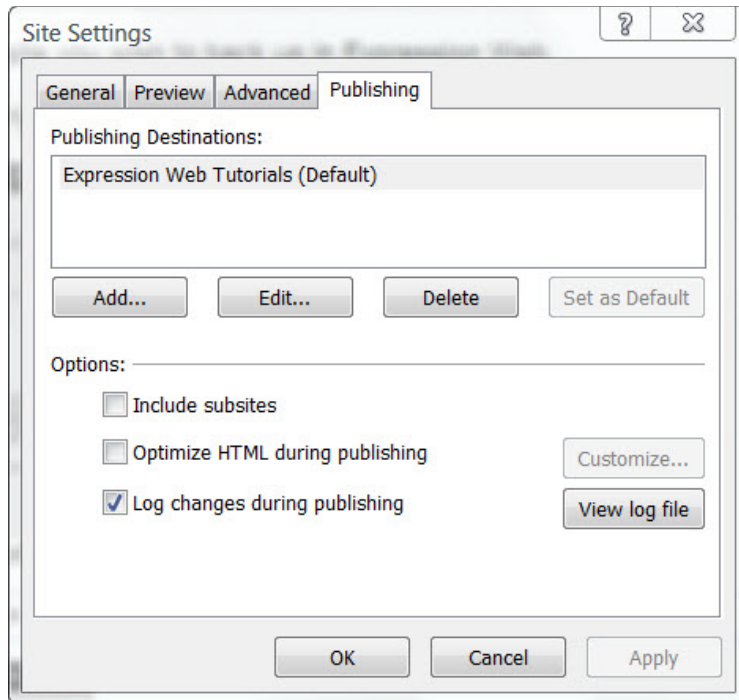 Site Settings
General Preview Advanced Publishing
Publishing Destinations:
Expression Web Tutorials (Default)
Add... Edit... Delete Set as Default
Options:
Include subsites
Optimize HTML during publishing
Customize...
Log changes during publishing
View log file
OK Cancel Apply